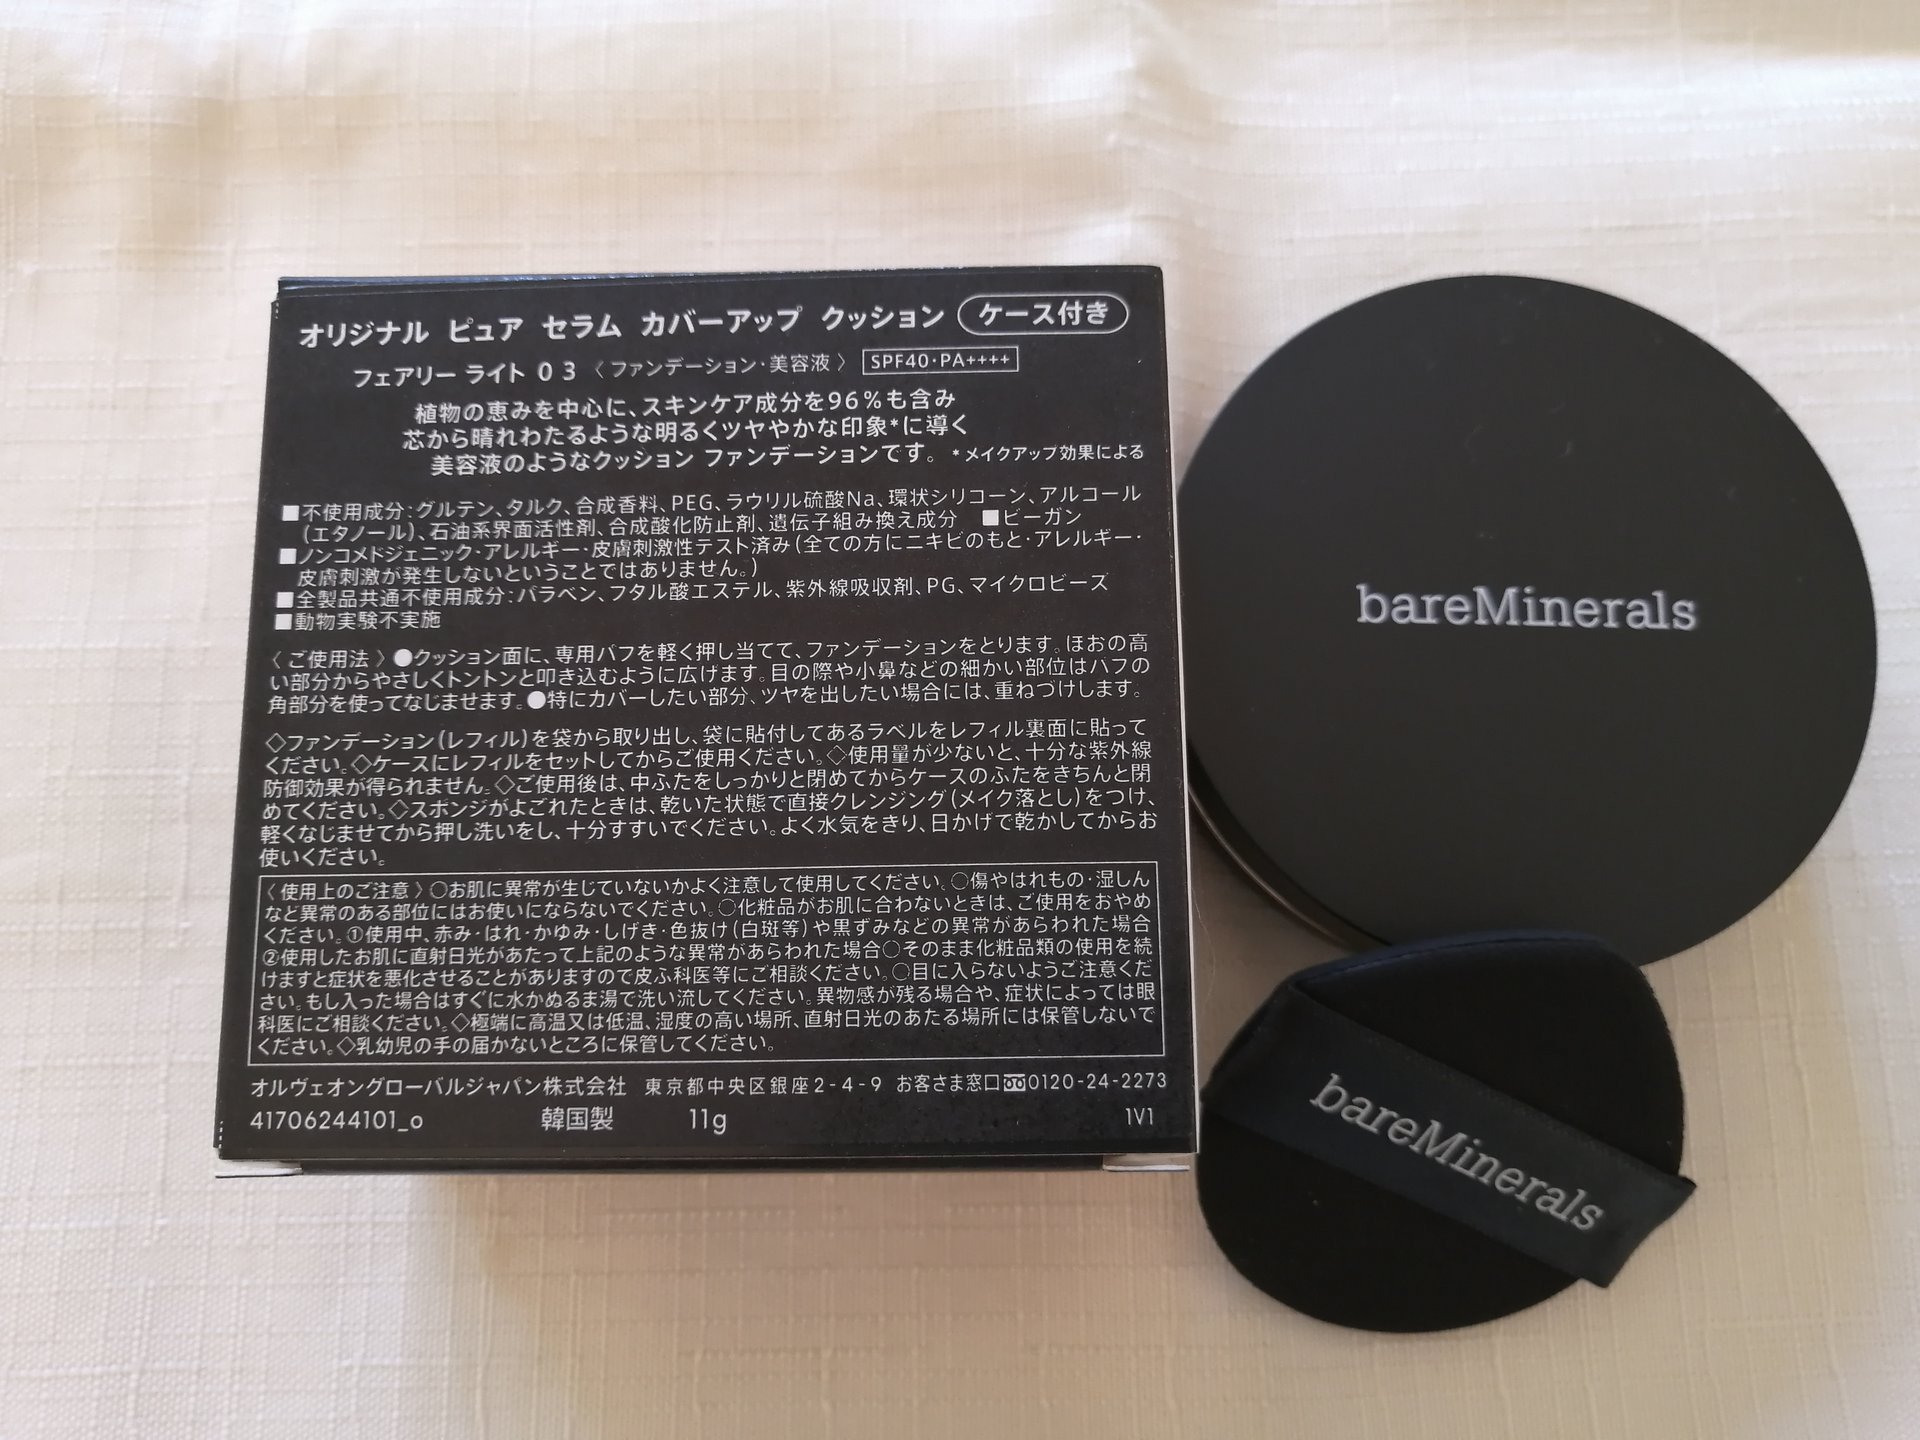 オリジナル ピュア セラム カバーアップ クッション ケース付き
フェアリー ライト 03 〈ファンデーション・美容液〉 SPF40・PA++++
植物の恵みを中心に、スキンケア成分を96%も含み
芯から晴れわたるような明るくツヤやかな印象*に導く
美容液のようなクッション ファンデーションです。 *メイクアップ効果による
■不使用成分:グルテン、タルク、合成香料、PEG、ラウリル硫酸Na、環状シリコーン、アルコール
(エタノール)、石油系界面活性剤、合成酸化防止剤、遺伝子組み換え成分 ■ビーガン
■ノンコメドジェニック・アレルギー・皮膚刺激性テスト済み(全ての方にニキビのもと・アレルギー・
皮膚刺激が発生しないということではありません。)
■全製品共通不使用成分:パラベン、フタル酸エステル、紫外線吸収剤、PG、マイクロビーズ
■動物実験不実施
〈ご使用法〉●クッション面に、専用パフを軽く押し当てて、ファンデーションをとります。ほおの高
い部分からやさしくトントンと叩き込むように広げます。目の際や小鼻などの細かい部位はパフの
角部分を使ってなじませます。●特にカバーしたい部分、ツヤを出したい場合には、重ねづけします。
◇ファンデーション(レフィル)を袋から取り出し、袋に貼付してあるラベルをレフィル裏面に貼って
ください。◇ケースにレフィルをセットしてからご使用ください。◇使用量が少ないと、十分な紫外線
防御効果が得られません。◇ご使用後は、中ふたをしっかりと閉めてからケースのふたをきちんと閉
めてください。◇スポンジがよごれたときは、乾いた状態で直接クレンジング(メイク落とし)をつけ、
軽くなじませてから押し洗いをし、十分すすいでください。よく水気をきり、日かげで乾かしてからお
使いください。
〈使用上のご注意〉○お肌に異常が生じていないかよく注意して使用してください。○傷やはれもの・湿しん
など異常のある部位にはお使いにならないでください。○化粧品がお肌に合わないときは、ご使用をおやめ
ください。①使用中、赤み・はれ・かゆみ・しげき・色抜け(白斑等)や黒ずみなどの異常があらわれた場合
②使用したお肌に直射日光があたって上記のような異常があらわれた場合○そのまま化粧品類の使用を続
けますと症状を悪化させることがありますので皮ふ科医等にご相談ください。○目に入らないようご注意くだ
さい。もし入った場合はすぐに水かぬるま湯で洗い流してください。異物感が残る場合や、症状によっては眼
科医にご相談ください。◇極端に高温又は低温、湿度の高い場所、直射日光のあたる場所には保管しないで
ください。◇乳幼児の手の届かないところに保管してください。
オルヴェオングローバルジャパン株式会社 東京都中央区銀座2-4-9 お客さま窓口 0120-24-2273
41706244101_o 韓国製 11g 1V1
bareMinerals
bareMinerals